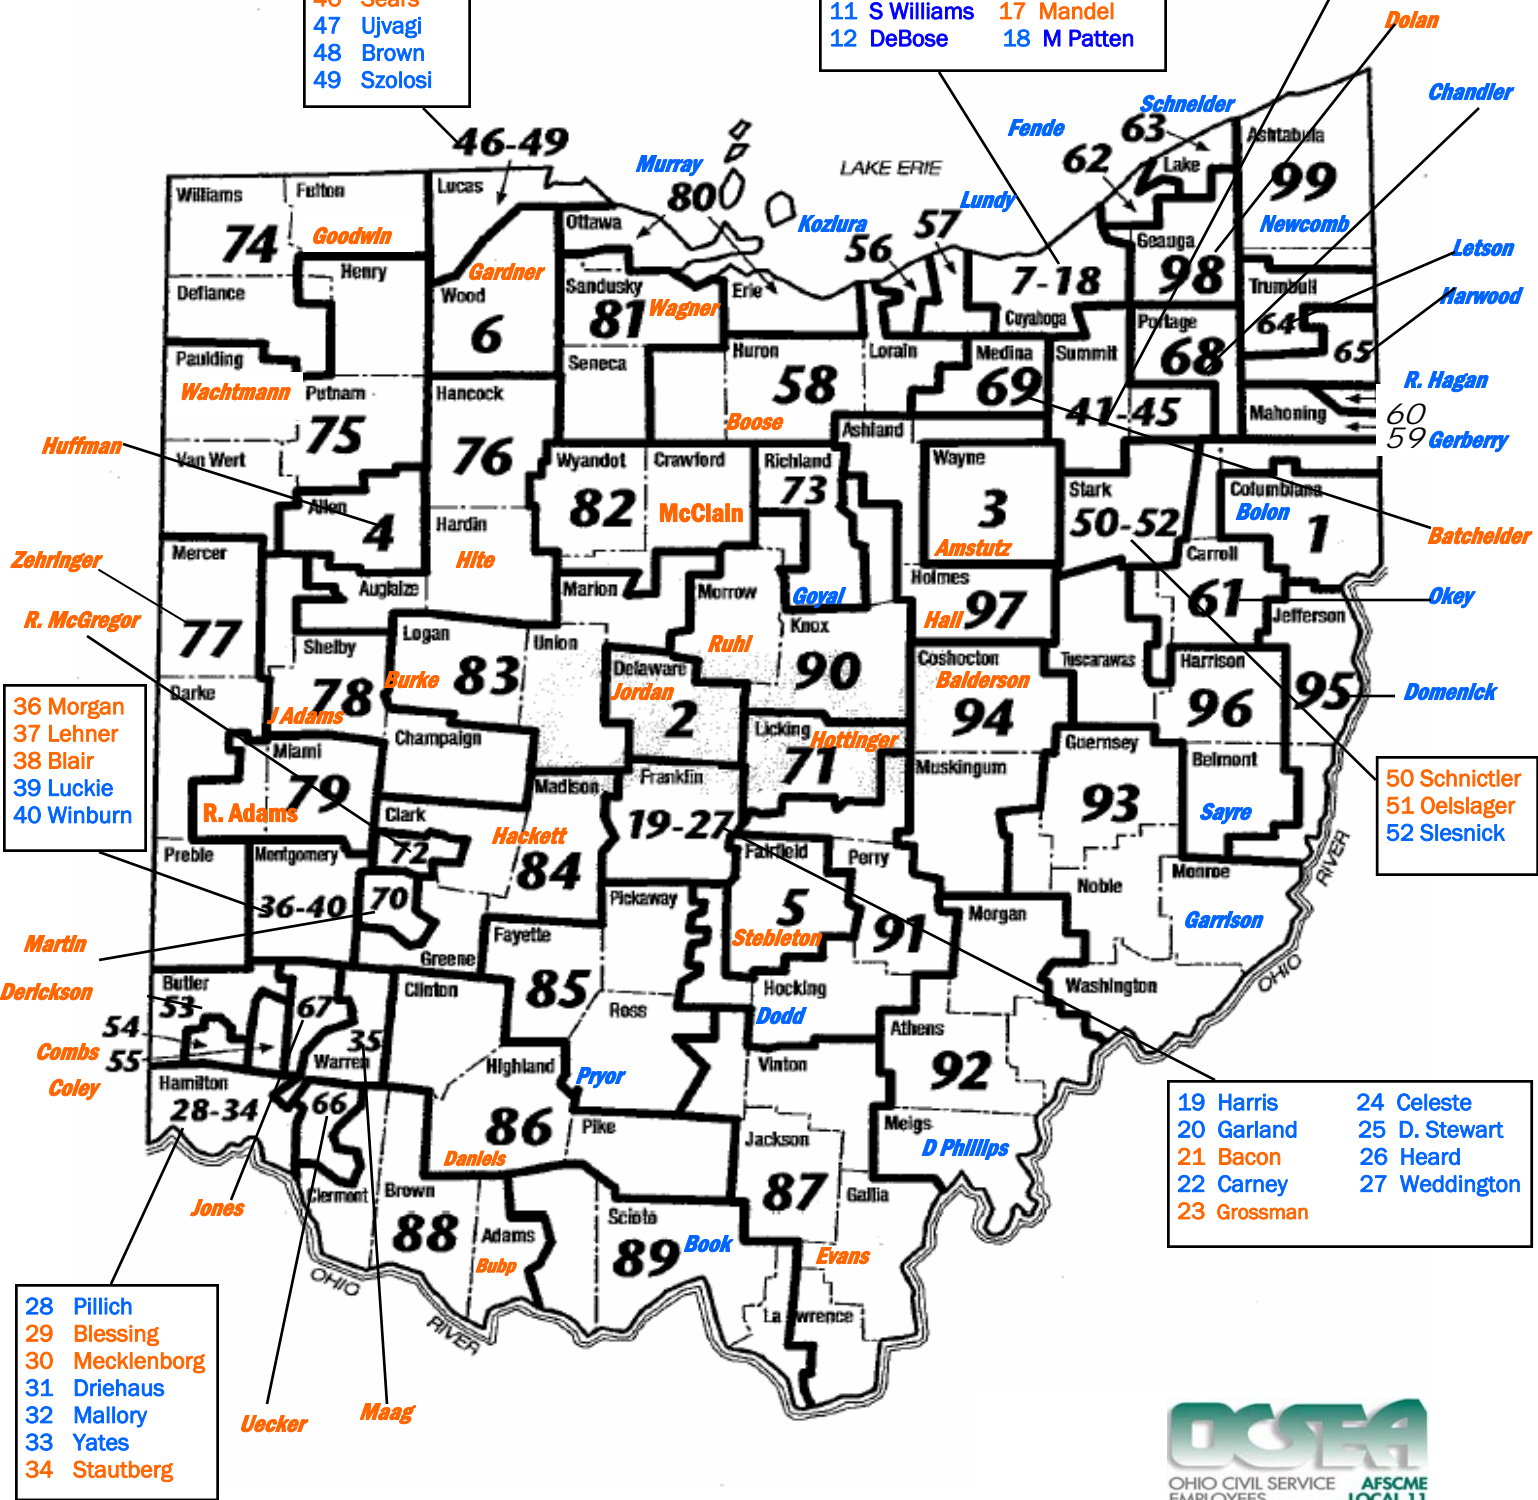 46 Sears
47 Ujvagi
48 Brown
49 Szolosi
11 S Williams 17 Mandel
12 DeBose 18 M Patten
Dolan
Chandler
Schneider
Fende
63
62
46-49
Murray
80
LAKE ERIE
Lundy
Kozlura
57
56
Ashtabula
99
Newcomb
Lake
Williams
Fulton
Lucas
74
Goodwin
Ottawa
Gardner
Henry
Defiance
Wood
6
Sandusky
81
Wagner
Erie
7-18
Cuyahoga
Geauga
98
Letson
Trumbull
Harwood
64
65
Portage
68
Paulding
Wachtmann
Putnam
75
Hancock
Seneca
Huron
58
Boose
Lorain
Medina
69
Summit
41-45
R. Hagan
Mahoning
60
59 Gerberry
Ashland
Huffman
Van Wert
76
Wyandot
Crawford
82
McClain
Richland
73
Wayne
3
Amstutz
Stark
50-52
Columbiana
Bolon
1
Batchelder
Allen
4
Hardin
Hite
Zehringer
Mercer
Auglaize
Marion
Morrow
Goyal
Holmes
Hall
97
Carroll
61
Okey
Jefferson
R. McGregor
77
Shelby
Logan
83
Union
Ruhl
Knox
90
Delaware
Jordan
2
Coshocton
Balderson
94
Tuscarawas
Harrison
96
95
Domenick
Darke
78
Burke
J Adams
36 Morgan
37 Lehner
38 Blair
39 Luckie
40 Winburn
Miami
79
R. Adams
Champaign
Licking
Hottinger
71
Muskingum
Guernsey
93
Belmont
Sayre
50 Schnictler
51 Oelslager
52 Slesnick
Madison
Franklin
19-27
Clark
72
Hackett
84
Preble
Montgomery
36-40
70
Pickaway
Fairfield
5
Stebleton
Perry
91
Morgan
Noble
Monroe
RIVER
Garrison
Martin
Greene
Fayette
85
Derickson
Butler
53
54
55
67
Clinton
Ross
Hocking
Dodd
Washington
OHIO
Combs
Coley
35
Warren
Highland
Pryor
Vinton
Athens
92
Hamilton
28-34
66
86
Daniels
Pike
Jackson
Meigs
D Phillips
19 Harris 24 Celeste
20 Garland 25 D. Stewart
21 Bacon 26 Heard
22 Carney 27 Weddington
23 Grossman
Jones
Clermont
Brown
88
Adams
Bubp
Scioto
89
Book
87
Gallia
Evans
OHIO
RIVER
Lawrence
28 Pillich
29 Blessing
30 Mecklenborg
31 Driehaus
32 Mallory
33 Yates
34 Stautberg
Uecker
Maag
OCSEA
OHIO CIVIL SERVICE AFSCME
EMPLOYEES LOCAL 11